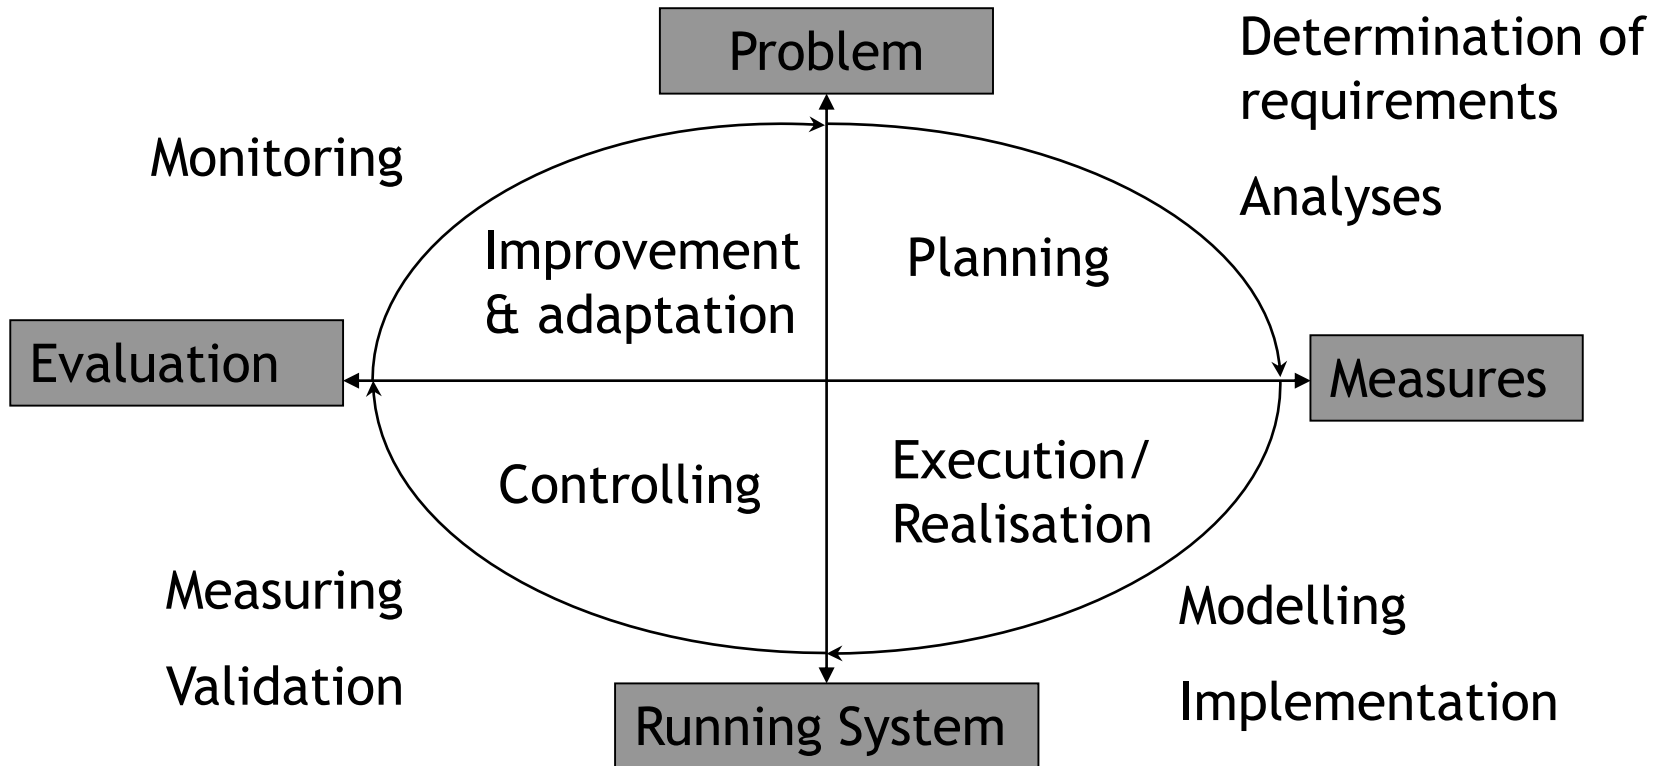 Problem
Determination of
requirements
Analyses
Monitoring
Improvement
& adaptation
Planning
Evaluation
Measures
Controlling
Execution/
Realisation
Measuring
Validation
Modelling
Implementation
Running System